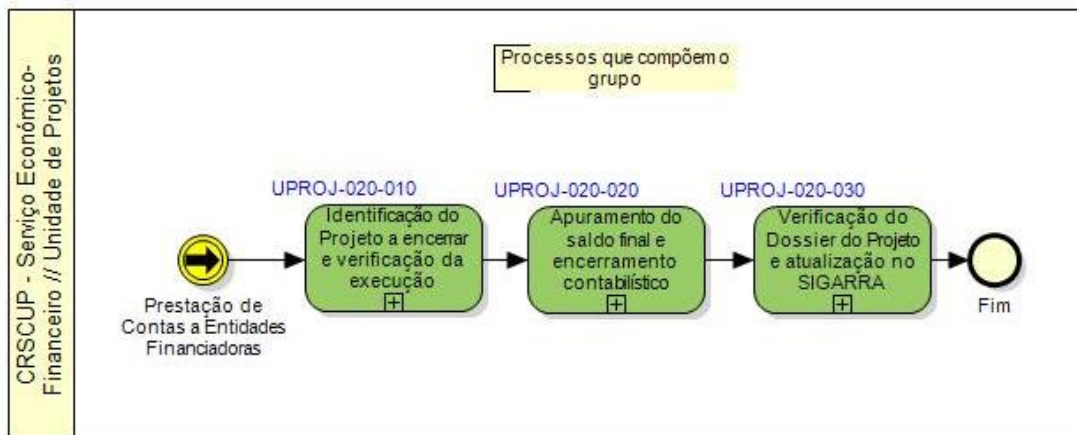 CRSCUP - Serviço Económico-
Financeiro // Unidade de Projetos
Processos que compõem o
grupo
UPROJ-020-010
UPROJ-020-020
UPROJ-020-030
Identificação do
Projeto a encerrar
e verificação da
execução
Apuramento do
saldo final e
encerramento
contabilístico
Verificação do
Dossier do Projeto
e atualização no
SIGARRA
Prestação de
Contas a Entidades
Financiadoras
Fim